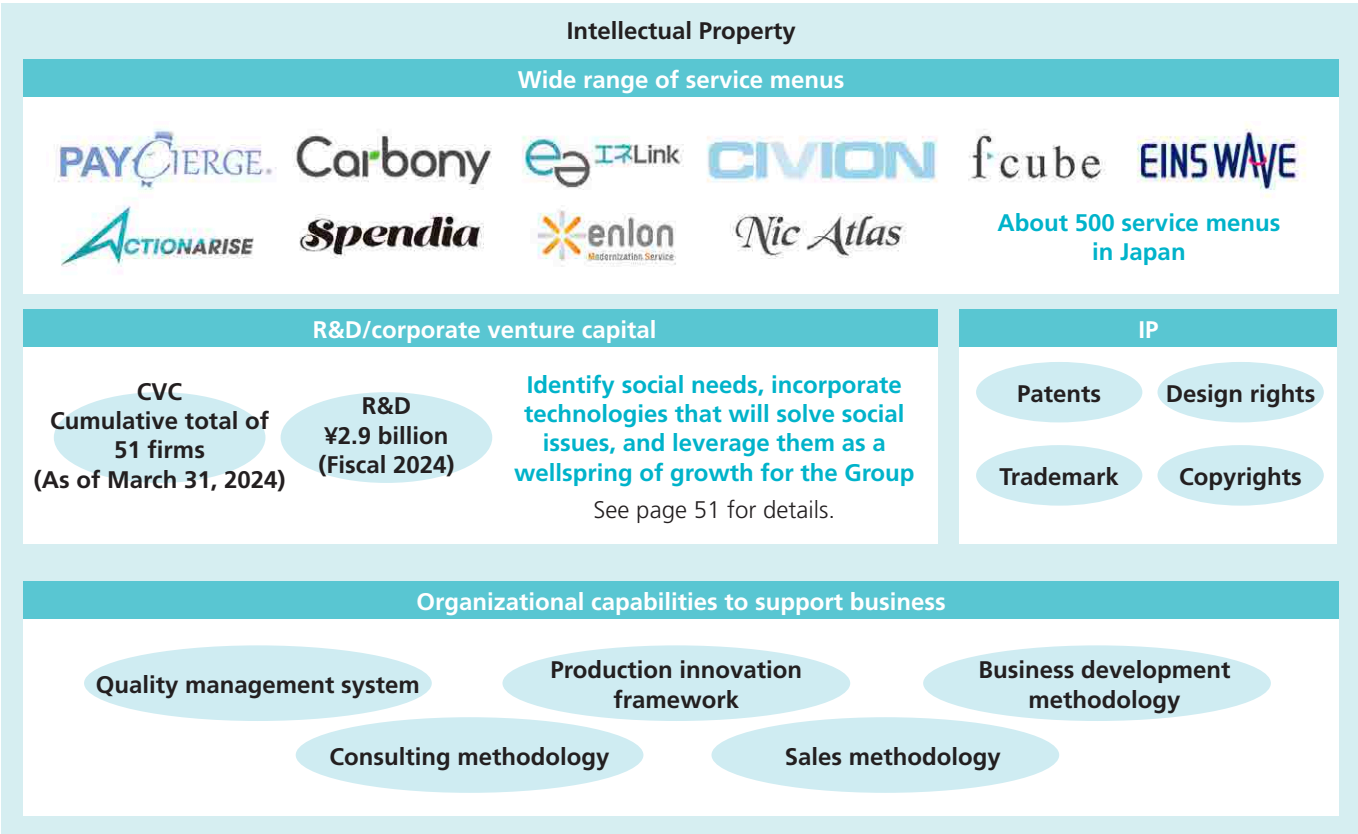 Intellectual Property
Wide range of service menus
PAYCIERGE®
Carbony
エネLink
CIVION
f·cube
EINS WAVE
ACTIONARISE
Spendia
Xenlon
Modernization Service
Nic Atlas
About 500 service menus
in Japan
R&D/corporate venture capital
CVC
Cumulative total of
51 firms
(As of March 31, 2024)
R&D
¥2.9 billion
(Fiscal 2024)
Identify social needs, incorporate
technologies that will solve social
issues, and leverage them as a
wellspring of growth for the Group
See page 51 for details.
IP
Patents
Design rights
Trademark
Copyrights
Organizational capabilities to support business
Quality management system
Production innovation
framework
Business development
methodology
Consulting methodology
Sales methodology